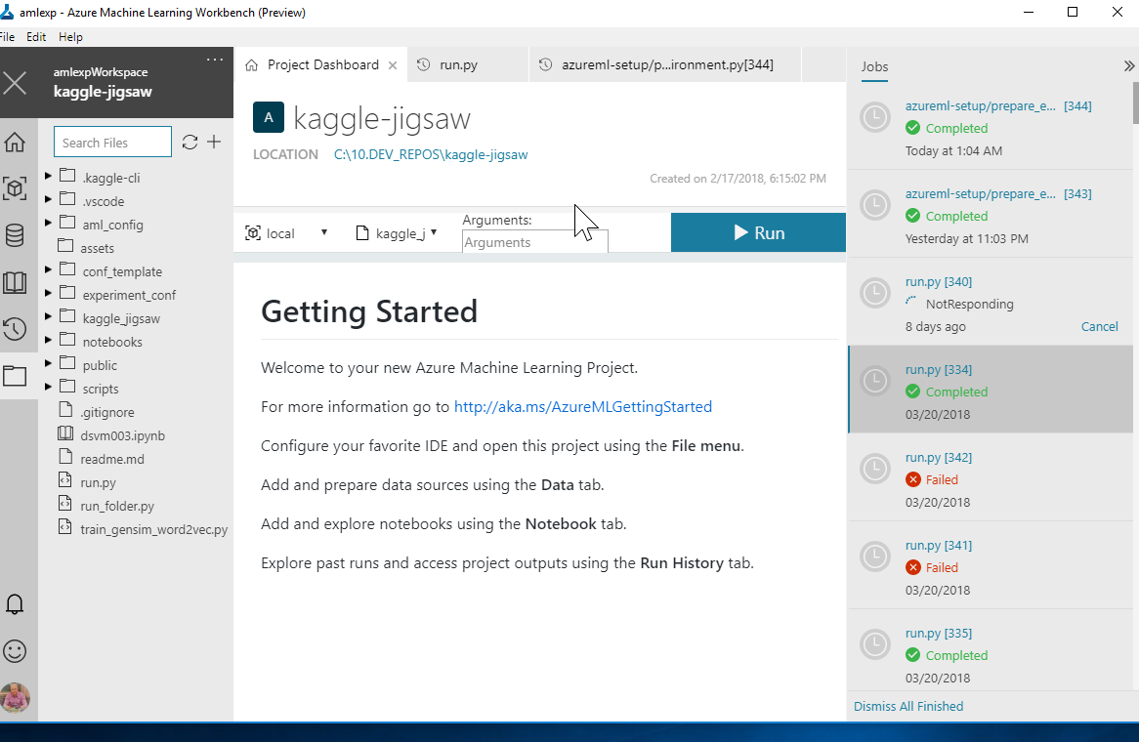 amlexp - Azure Machine Learning Workbench (Preview)
File Edit Help
amlexpWorkspace
kaggle-jigsaw
Search Files
.kaggle-cli
.vscode
aml_config
assets
conf_template
experiment_conf
kaggle_jigsaw
notebooks
public
scripts
.gitignore
dsvm003.ipynb
readme.md
run.py
run_folder.py
train_gensim_word2vec.py
Project Dashboard
run.py
azureml-setup/p...ironment.py[344]
A kaggle-jigsaw
LOCATION C:\10.DEV_REPOS\kaggle-jigsaw
Created on 2/17/2018, 6:15:02 PM
local
kaggle_j
Arguments:
Arguments
Run
Getting Started
Welcome to your new Azure Machine Learning Project.
For more information go to http://aka.ms/AzureMLGettingStarted
Configure your favorite IDE and open this project using the File menu.
Add and prepare data sources using the Data tab.
Add and explore notebooks using the Notebook tab.
Explore past runs and access project outputs using the Run History tab.
Jobs
azureml-setup/prepare_e... [344]
Completed
Today at 1:04 AM
azureml-setup/prepare_e... [343]
Completed
Yesterday at 11:03 PM
run.py [340]
NotResponding
8 days ago Cancel
run.py [334]
Completed
03/20/2018
run.py [342]
Failed
03/20/2018
run.py [341]
Failed
03/20/2018
run.py [335]
Completed
03/20/2018
Dismiss All Finished